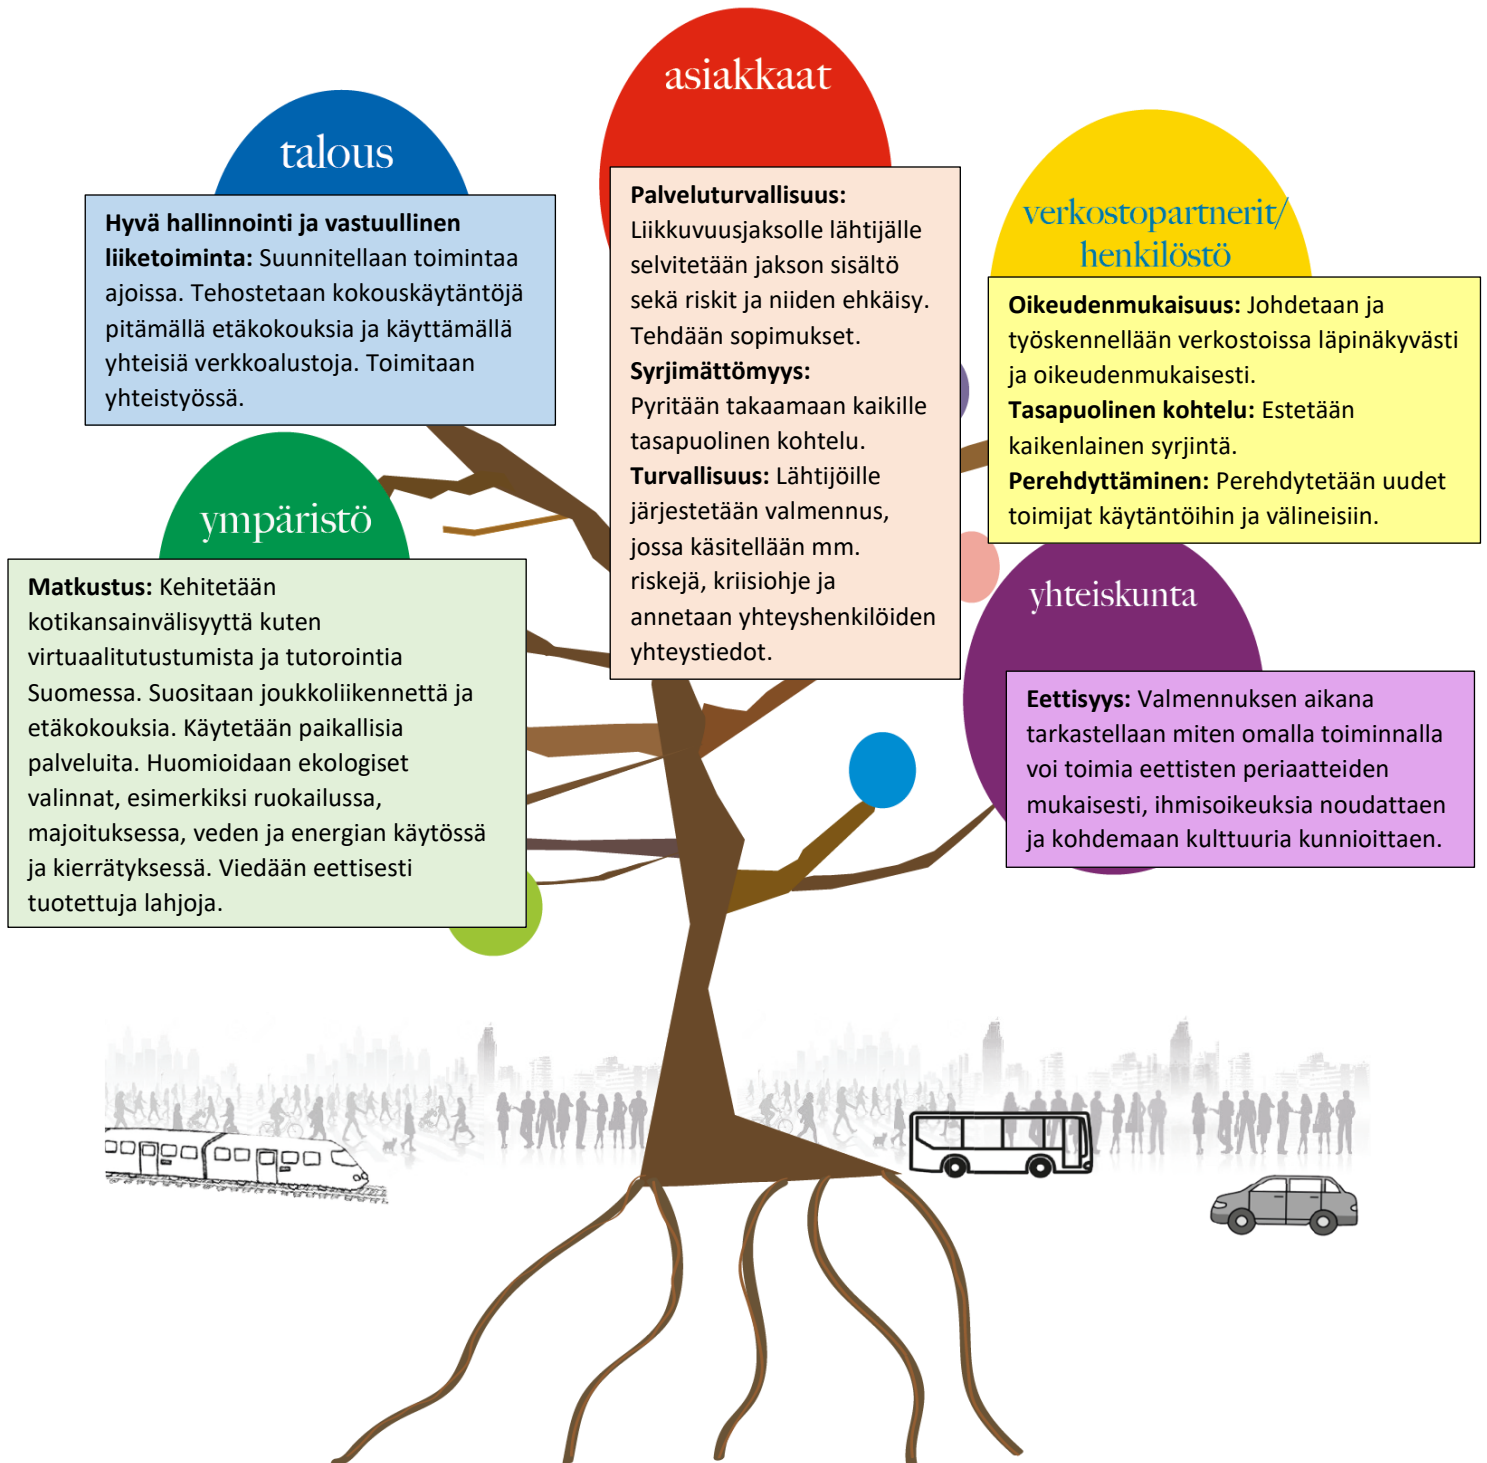 talous
Hyvä hallinnointi ja vastuullinen
liiketoiminta: Suunnitellaan toimintaa
ajoissa. Tehostetaan kokouskäytäntöjä
pitämällä etäkokouksia ja käyttämällä
yhteisiä verkkoalustoja. Toimitaan
yhteistyössä.
asiakkaat
Palveluturvallisuus:
Liikkuvuusjaksolle lähtijälle
selvitetään jakson sisältö
sekä riskit ja niiden ehkäisy.
Tehdään sopimukset.
Syrjimättömyys:
Pyritään takaamaan kaikille
tasapuolinen kohtelu.
Turvallisuus: Lähtijöille
järjestetään valmennus,
jossa käsitellään mm.
riskejä, kriisiohje ja
annetaan yhteyshenkilöiden
yhteystiedot.
verkostopartnerit/
henkilöstö
Oikeudenmukaisuus: Johdetaan ja
työskennellään verkostoissa läpinäkyvästi
ja oikeudenmukaisesti.
Tasapuolinen kohtelu: Estetään
kaikenlainen syrjintä.
Perehdyttäminen: Perehdytetään uudet
toimijat käytäntöihin ja välineisiin.
ympäristö
Matkustus: Kehitetään
kotikansainvälisyyttä kuten
virtuaalitutustumista ja tutorointia
Suomessa. Suositaan joukkoliikennettä ja
etäkokouksia. Käytetään paikallisia
palveluita. Huomioidaan ekologiset
valinnat, esimerkiksi ruokailussa,
majoituksessa, veden ja energian käytössä
ja kierrätyksessä. Viedään eettisesti
tuotettuja lahjoja.
yhteiskunta
Eettisyys: Valmennuksen aikana
tarkastellaan miten omalla toiminnalla
voi toimia eettisten periaatteiden
mukaisesti, ihmisoikeuksia noudattaen
ja kohdemaan kulttuuria kunnioittaen.